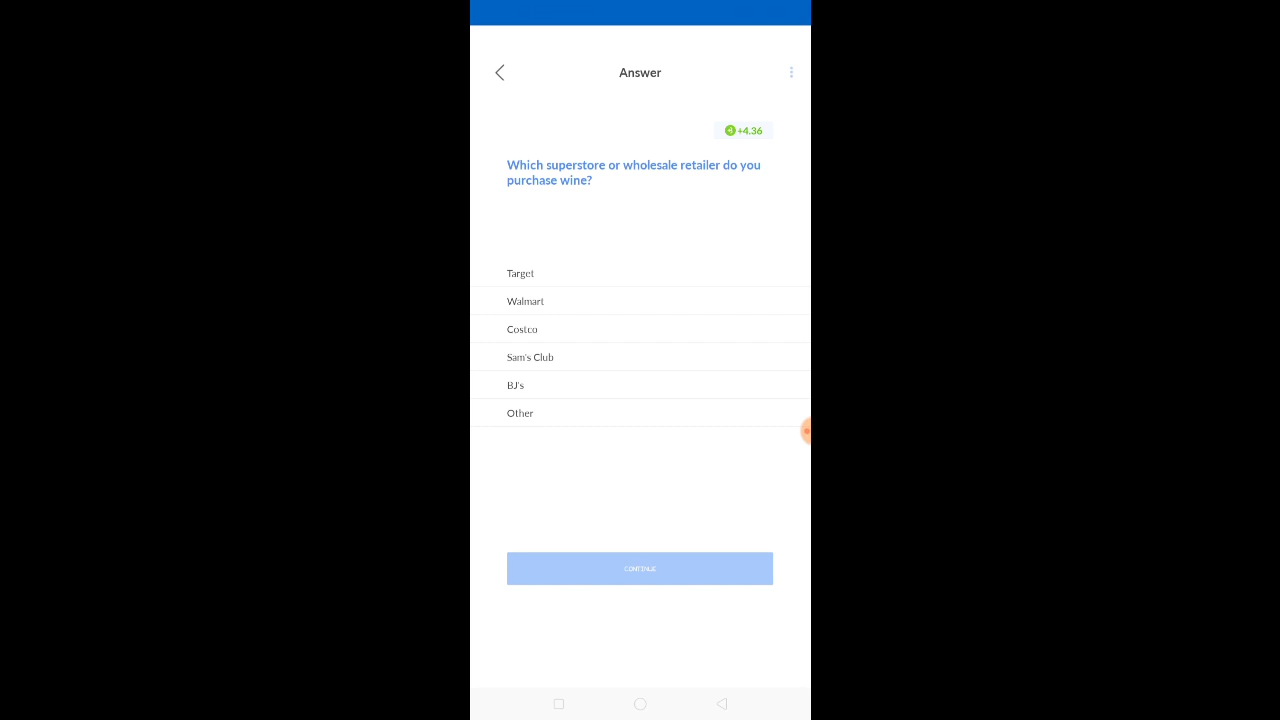 Answer
+4.36
Which superstore or wholesale retailer do you
purchase wine?
Target
Walmart
Costco
Sam's Club
BJ's
Other
CONTINUE